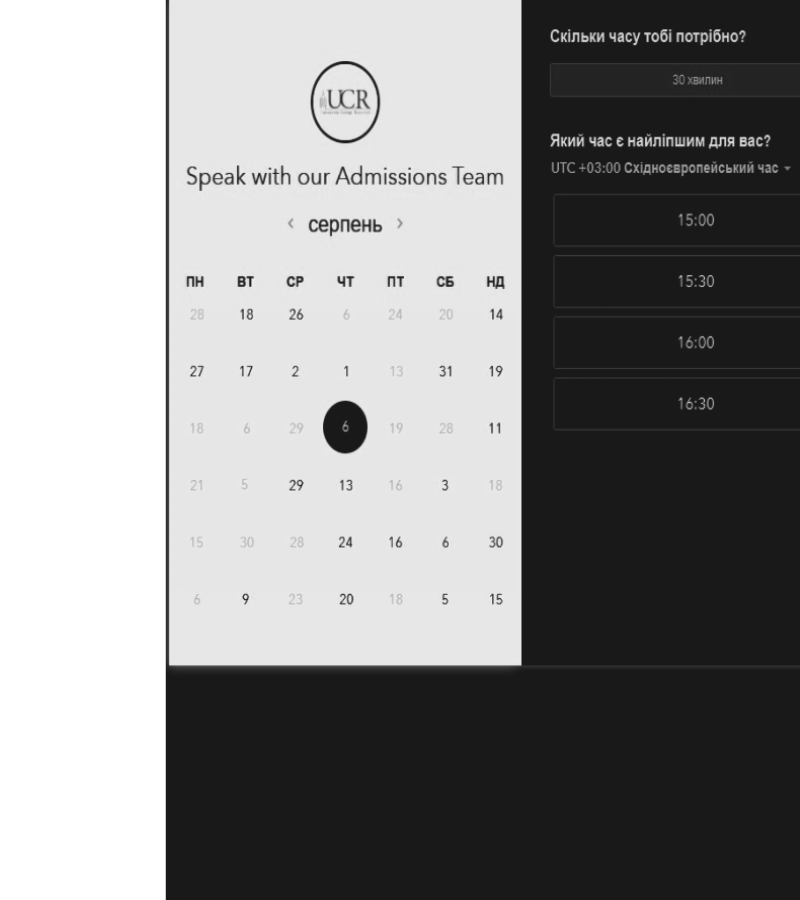 UCR
Speak with our Admissions Team
‹ серпень ›
ПН ВТ СР ЧТ ПТ СБ НД
28 18 26 6 24 20 14
27 17 2 1 13 31 19
18 6 29 6 19 28 11
21 5 29 13 16 3 18
15 30 28 24 16 6 30
6 9 23 20 18 5 15
Скільки часу тобі потрібно?
30 хвилин
Який час є найліпшим для вас?
UTC +03:00 Східноєвропейський час
15:00
15:30
16:00
16:30